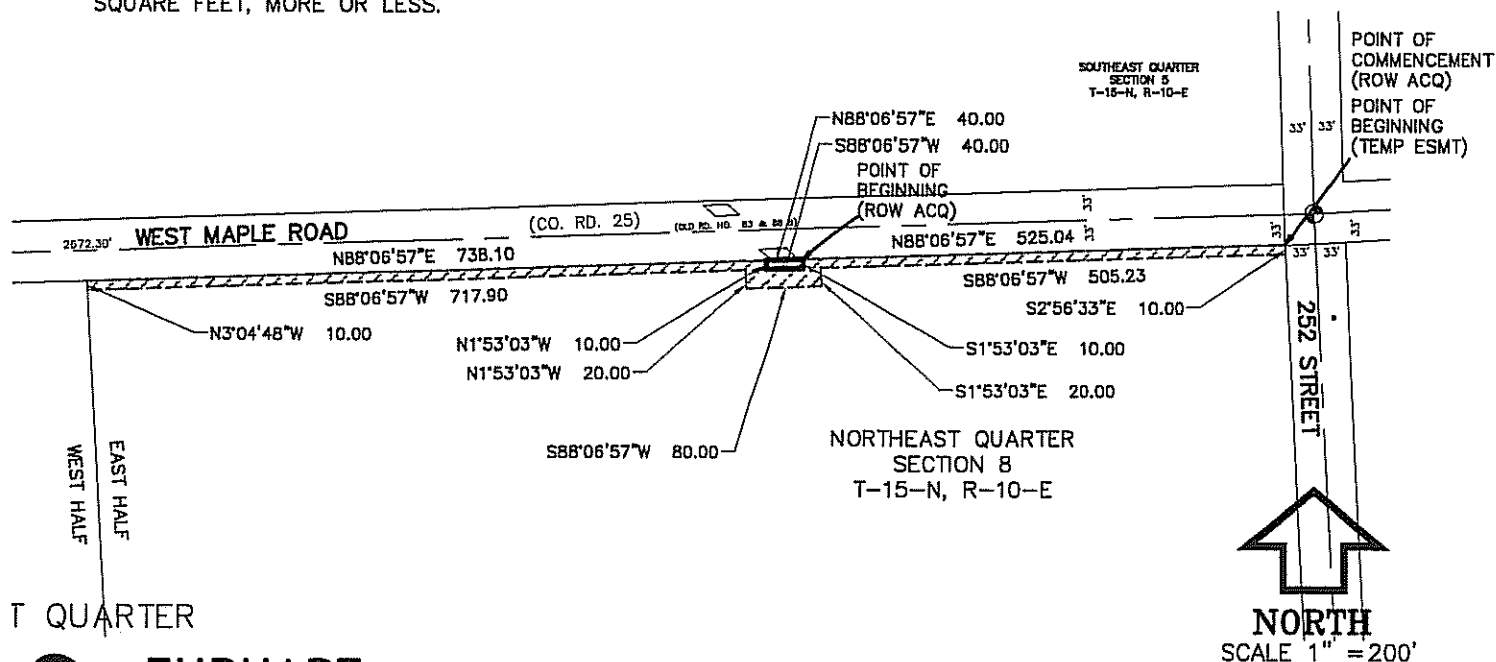 SQUARE FEET, MORE OR LESS.
POINT OF
COMMENCEMENT
(ROW ACQ)
POINT OF
BEGINNING
(TEMP ESMT)
SOUTHEAST QUARTER
SECTION 5
T-15-N, R-10-E
33' 33'
N88°06'57"E 40.00
S88°06'57"W 40.00
POINT OF
BEGINNING
(ROW ACQ)
2672.30'
WEST MAPLE ROAD
(CO. RD. 25)
33'
33'
N88°06'57"E 738.10
N88°06'57"E 525.04
33'
33'
33' 33'
S88°06'57"W 717.90
S88°06'57"W 505.23
N3°04'48"W 10.00
S2°56'33"E 10.00
N1°53'03"W 10.00
N1°53'03"W 20.00
S1°53'03"E 10.00
S1°53'03"E 20.00
S88°06'57"W 80.00
252 STREET
NORTHEAST QUARTER
SECTION 8
T-15-N, R-10-E
EAST HALF
WEST HALF
T QUARTER
NORTH
SCALE 1" =200'